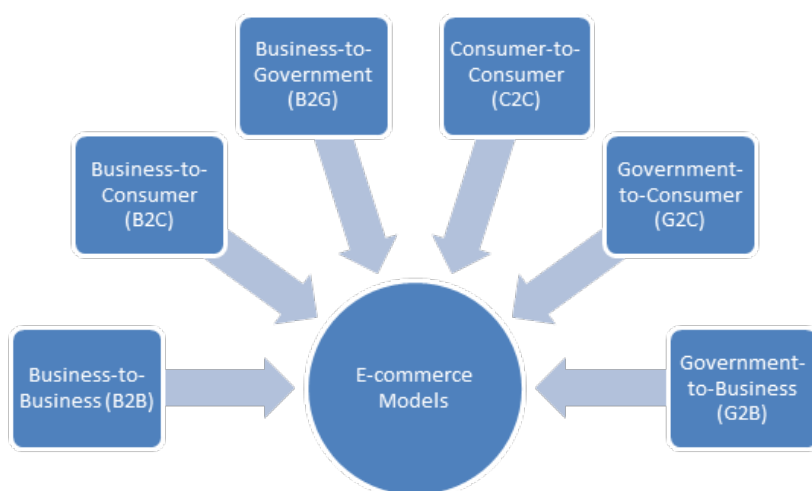 Business-to-
Government
(B2G)
Consumer-to-
Consumer
(C2C)
Business-to-
Consumer
(B2C)
Government-
to-Consumer
(G2C)
Business-to-
Business (B2B)
E-commerce
Models
Government-
to-Business
(G2B)